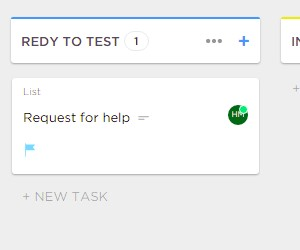 REDY TO TEST 1
List
Request for help
HM
+ NEW TASK